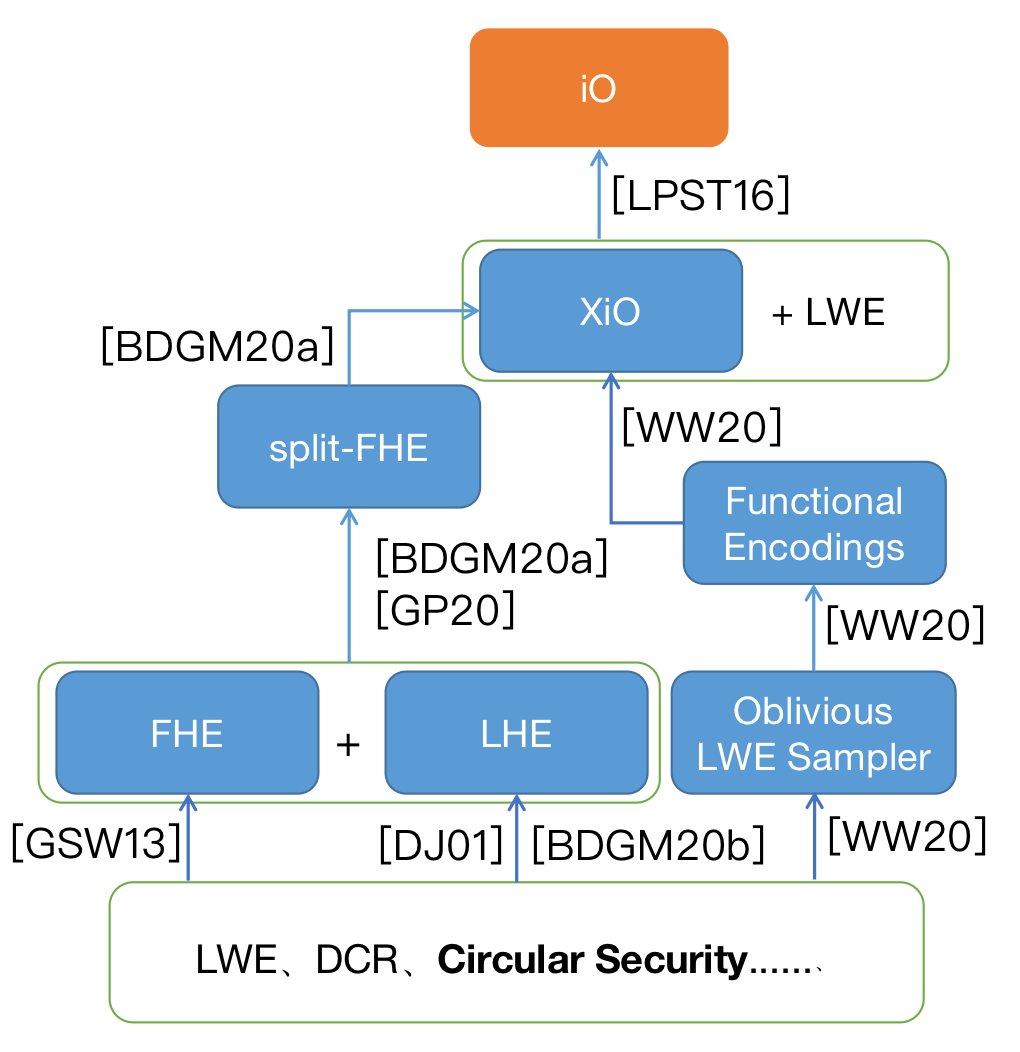 iO
[LPST16]
XiO
+ LWE
[BDGM20a]
split-FHE
[WW20]
Functional
Encodings
[BDGM20a]
[GP20]
[WW20]
FHE
+
LHE
Oblivious
LWE Sampler
[GSW13]
[DJ01]
[BDGM20b]
[WW20]
LWE、DCR、Circular Security......、